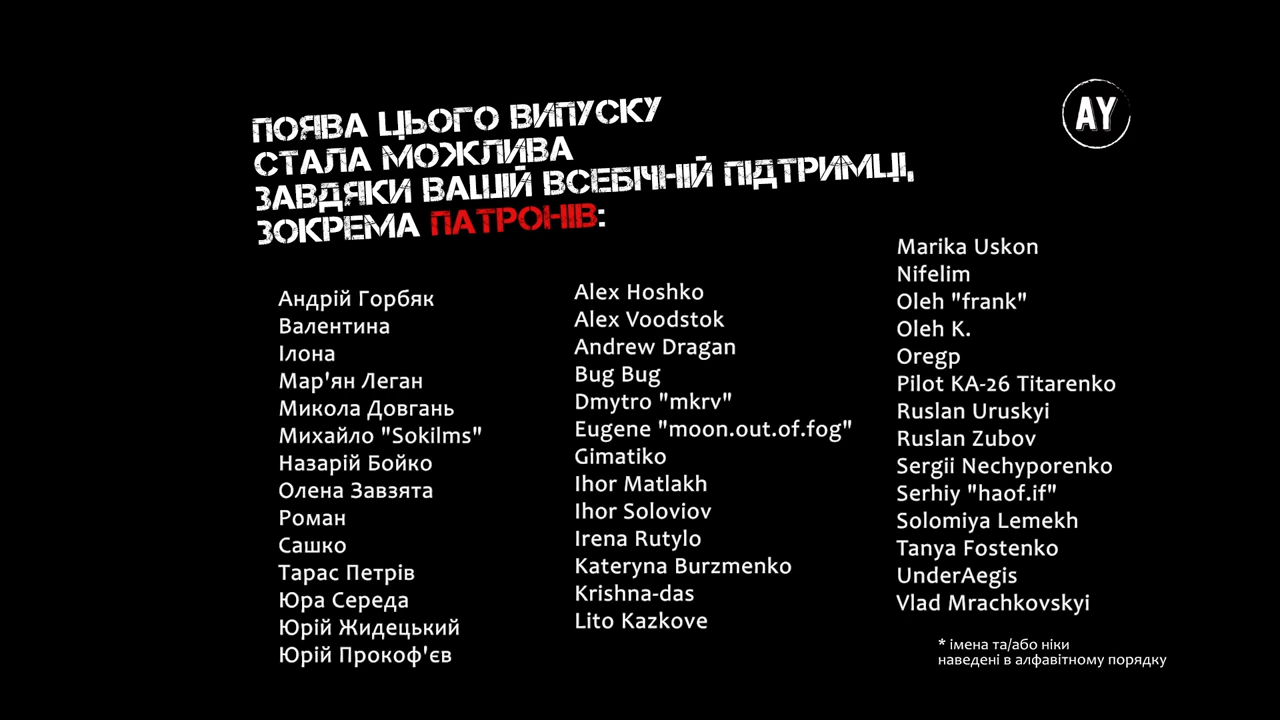 ПОЯВА ЦЬОГО ВИПУСКУ
СТАЛА МОЖЛИВА
ЗАВДЯКИ ВАШІЙ ВСЕБІЧНІЙ ПІДТРИМЦІ,
ЗОКРЕМА ПАТРОНІВ:
AY
Андрій Горбяк
Валентина
Ілона
Мар'ян Леган
Микола Довгань
Михайло "Sokilms"
Назарій Бойко
Олена Завзята
Роман
Сашко
Тарас Петрів
Юра Середа
Юрій Жидецький
Юрій Прокоф'єв
Alex Hoshko
Alex Voodstok
Andrew Dragan
Bug Bug
Dmytro "mkrv"
Eugene "moon.out.of.fog"
Gimatiko
Ihor Matlakh
Ihor Soloviov
Irena Rutylo
Kateryna Burzmenko
Krishna-das
Lito Kazkove
Marika Uskon
Nifelim
Oleh "frank"
Oleh K.
Oregp
Pilot KA-26 Titarenko
Ruslan Uruskyi
Ruslan Zubov
Sergii Nechyporenko
Serhiy "haof.if"
Solomiya Lemekh
Tanya Fostenko
UnderAegis
Vlad Mrachkovskyi
* імена та/або ніки
наведені в алфавітному порядку